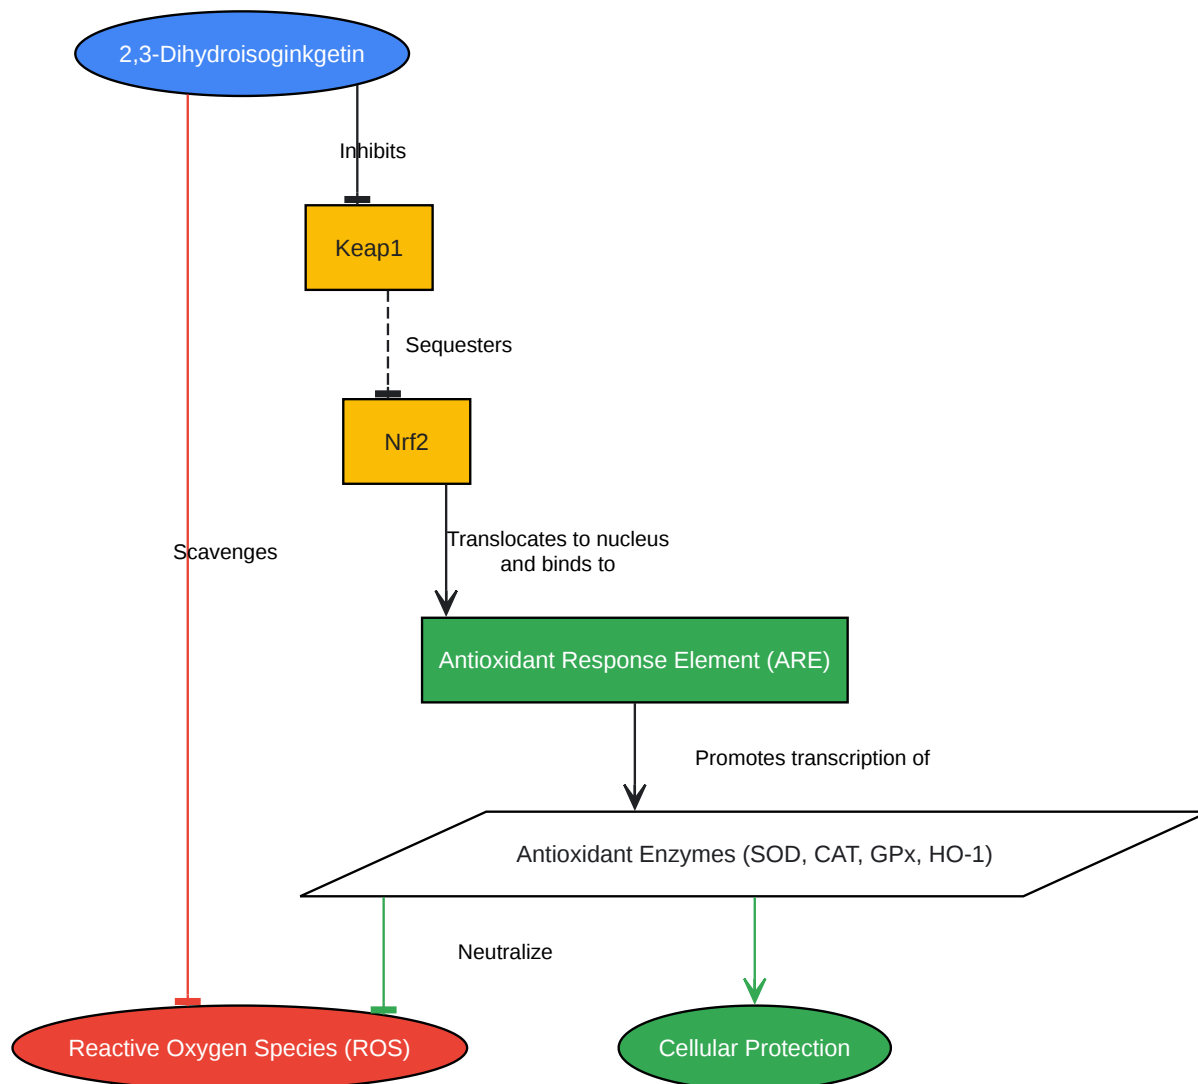 2,3-Dihydroisoginkgetin
Inhibits
Keap1
Sequesters
Nrf2
Scavenges
Translocates to nucleus
and binds to
Antioxidant Response Element (ARE)
Promotes transcription of
Antioxidant Enzymes (SOD, CAT, GPx, HO-1)
Neutralize
Reactive Oxygen Species (ROS)
Cellular Protection